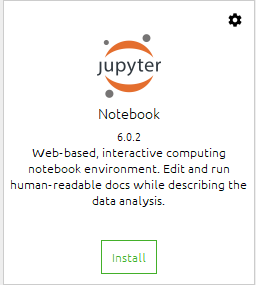 jupyter
Notebook
6.0.2
Web-based, interactive computing
notebook environment. Edit and run
human-readable docs while describing the
data analysis.
Install